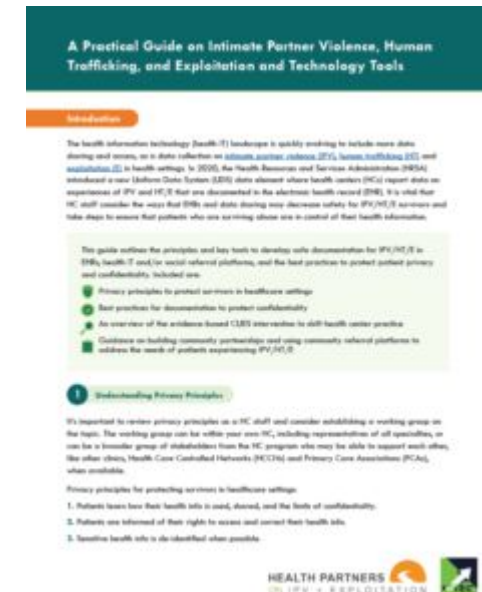 A Practical Guide on Intimate Partner Violence, Human
Trafficking, and Exploitation and Technology Tools
Introduction
The health information technology (health IT) landscape is quickly evolving to include more data
sharing and access, as is data collection on intimate partner violence (IPV), human trafficking (HT) and
exploitation (E) in health settings. In 2020, the Health Resources and Services Administration (HRSA)
introduced a new Uniform Data System (UDS) data element where health centers (HCs) report data on
experiences of IPV and HT/E that are documented in the electronic health record (EHR). It is vital that
HC staff consider the ways that EHRs and data sharing may decrease safety for IPV/HT/E survivors and
take steps to ensure that patients who are surviving abuse are in control of their health information.
This guide outlines the principles and key tools to develop safe documentation for IPV/HT/E in
EHRs, health IT and/or social referral platforms, and the best practices to protect patient privacy
and confidentiality. Included are:
Privacy principles to protect survivors in healthcare settings
Best practices for documentation to protect confidentiality
An overview of the evidence-based CUES intervention to shift health center practice
Guidance on building community partnerships and using community referral platforms to
address the needs of patients experiencing IPV/HT/E
1 Understanding Privacy Principles
It's important to review privacy principles as a HC staff and consider establishing a working group on
the topic. The working group can be within your own HC, including representatives of all specialties, or
can be a broader group of stakeholders from the HC program who may be able to support each other,
like other clinics, Health Care Controlled Networks (HCCNs) and Primary Care Associations (PCAs),
when available.
Privacy principles for protecting survivors in healthcare settings:
1. Patients learn how their health info is used, shared, and the limits of confidentiality.
2. Patients are informed of their rights to access and correct their health info.
3. Sensitive health info is de-identified when possible.
HEALTH PARTNERS
ON IPV + EXPLOITATION